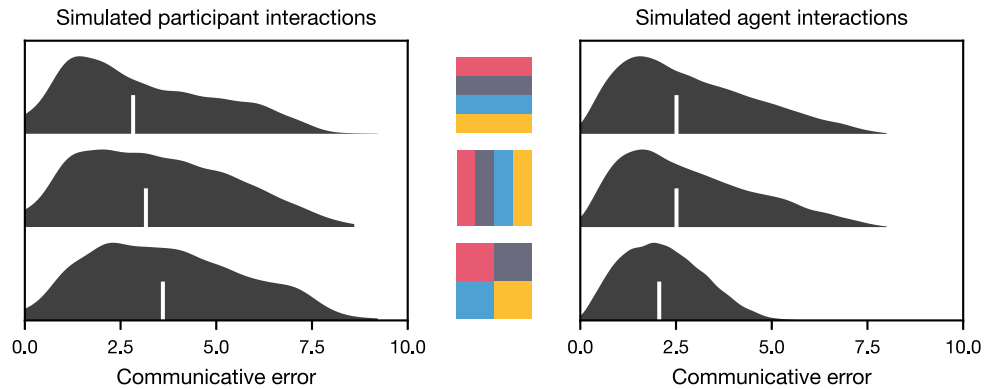 Simulated participant interactions
Simulated agent interactions
0.0 2.5 5.0 7.5 10.0
0.0 2.5 5.0 7.5 10.0
Communicative error
Communicative error